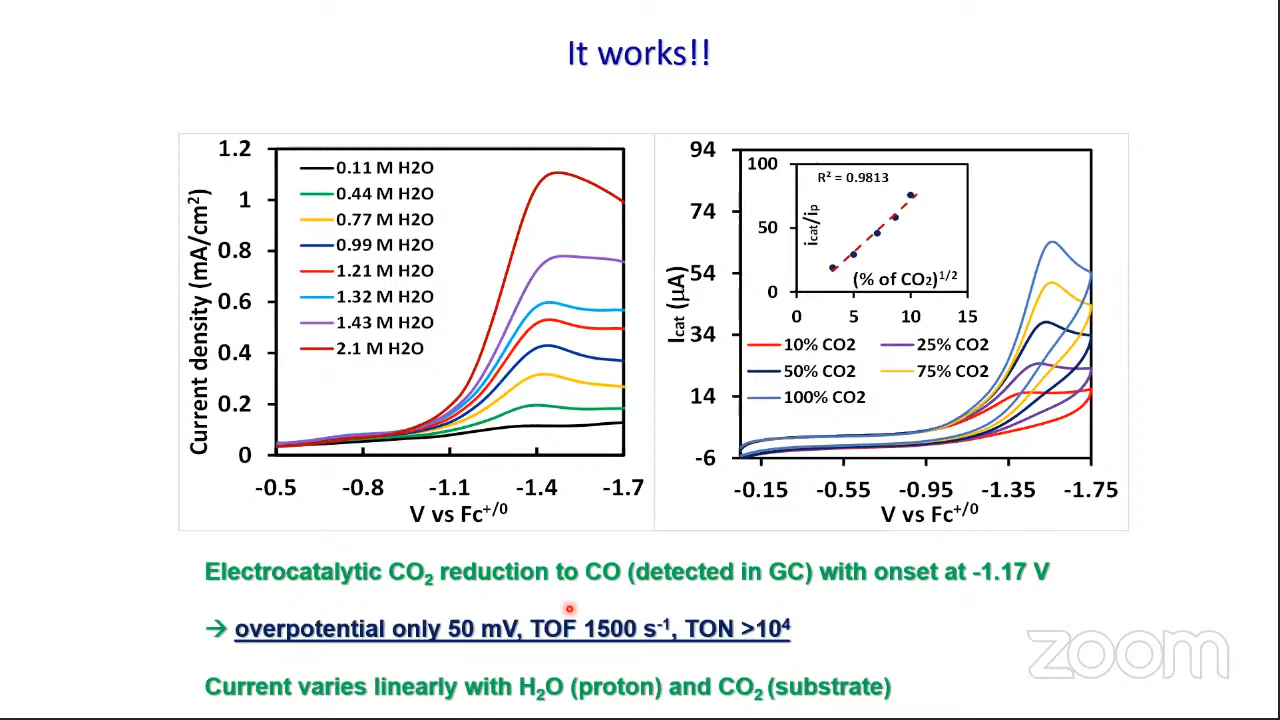 It works!!
1.2
1
0.8
0.6
0.4
0.2
0
Current density (mA/cm²)
0.11 M H2O
0.44 M H2O
0.77 M H2O
0.99 M H2O
1.21 M H2O
1.32 M H2O
1.43 M H2O
2.1 M H2O
-0.5 -0.8 -1.1 -1.4 -1.7
V vs Fc⁺/⁰
94
74
54
34
14
-6
Icat (μA)
100
50
0
icat/ip
R² = 0.9813
(% of CO₂)¹/²
0 5 10 15
10% CO2 25% CO2
50% CO2 75% CO2
100% CO2
-0.15 -0.55 -0.95 -1.35 -1.75
V vs Fc⁺/⁰
Electrocatalytic CO₂ reduction to CO (detected in GC) with onset at -1.17 V
→ overpotential only 50 mV, TOF 1500 s⁻¹, TON >10⁴
Current varies linearly with H₂O (proton) and CO₂ (substrate)
zoom